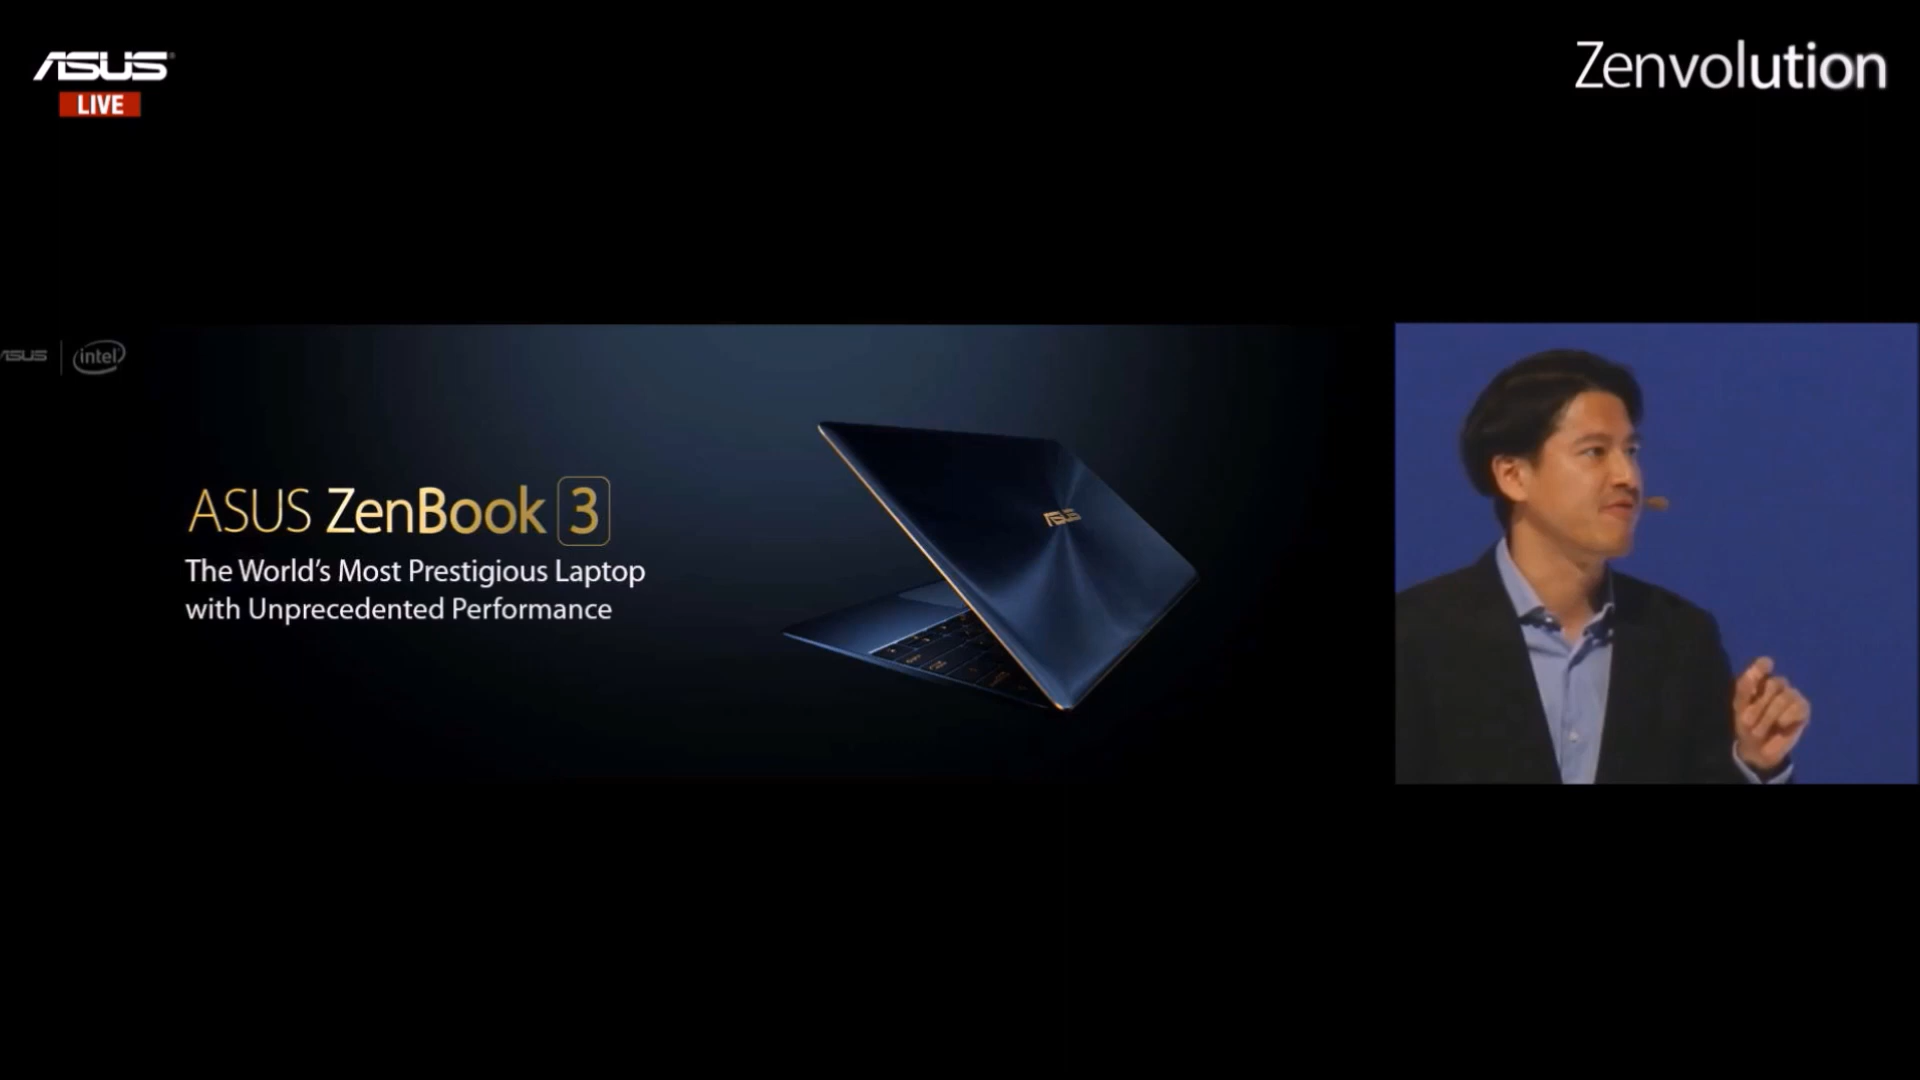 ASUS
LIVE
Zenvolution
ASUS
intel
ASUS ZenBook 3
The World's Most Prestigious Laptop
with Unprecedented Performance
ASUS